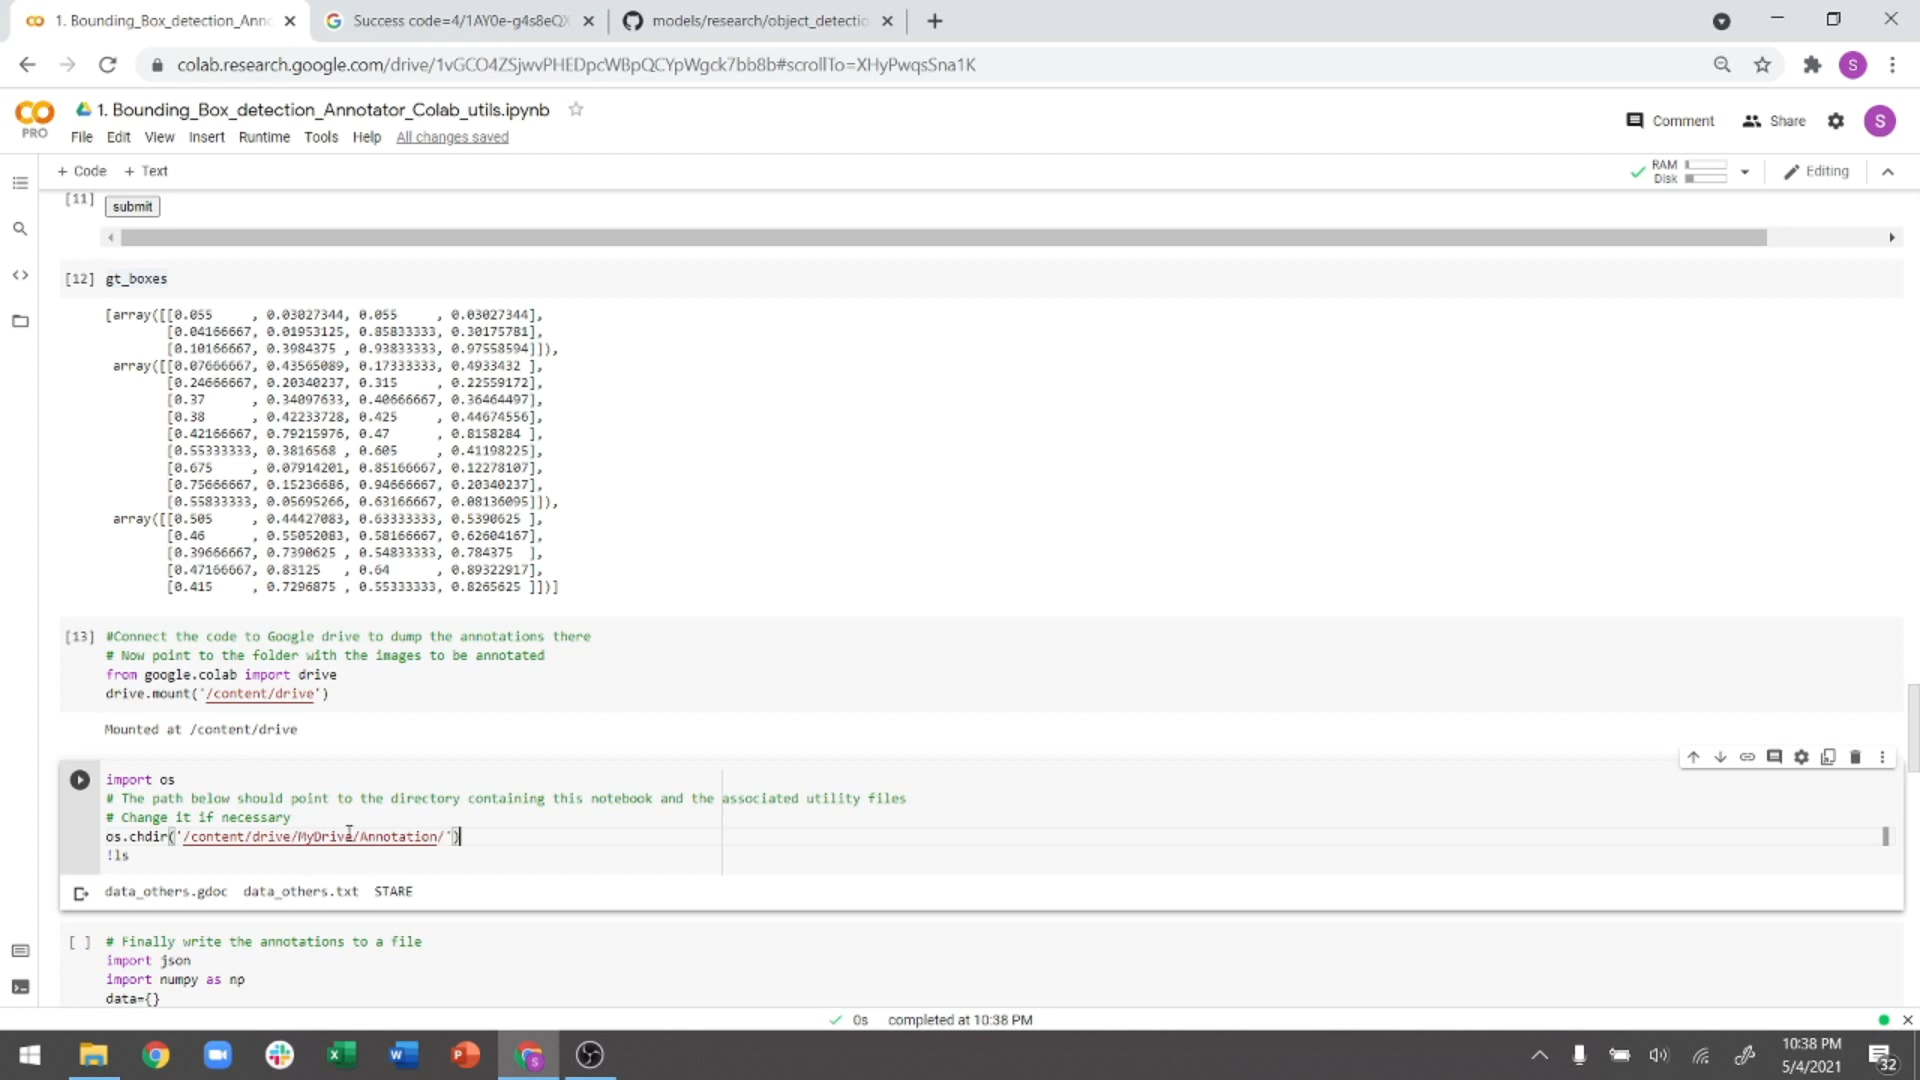 1. Bounding_Box_detection_Anno
Success code=4/1AY0e-g4s8eQX
models/research/object_detectio
colab.research.google.com/drive/1vGCO4ZSjwvPHEDpcWBpQCYpWgck7bb8b#scrollTo=XHyPwqsSna1K
S
PRO
1. Bounding_Box_detection_Annotator_Colab_utils.ipynb
File Edit View Insert Runtime Tools Help All changes saved
Comment Share S
+ Code + Text
RAM
Disk
Editing
[11] submit
[12] gt_boxes
[array([[0.055     , 0.03027344, 0.055     , 0.03027344],
[0.04166667, 0.01953125, 0.85833333, 0.30175781],
[0.10166667, 0.3984375 , 0.93833333, 0.97558594]]),
array([[0.07666667, 0.43565089, 0.17333333, 0.4933432 ],
[0.24666667, 0.20340237, 0.315     , 0.22559172],
[0.37      , 0.34097633, 0.40666667, 0.36464497],
[0.38      , 0.42233728, 0.425     , 0.44674556],
[0.42166667, 0.79215976, 0.47      , 0.8158284 ],
[0.55333333, 0.3816568 , 0.605     , 0.41198225],
[0.675     , 0.07914201, 0.85166667, 0.12278107],
[0.75666667, 0.15236686, 0.94666667, 0.20340237],
[0.55833333, 0.05695266, 0.63166667, 0.08136095]]),
array([[0.505     , 0.44427083, 0.63333333, 0.5390625 ],
[0.46      , 0.55052083, 0.58166667, 0.62604167],
[0.39666667, 0.7390625 , 0.54833333, 0.784375  ],
[0.47166667, 0.83125   , 0.64      , 0.89322917],
[0.415     , 0.7296875 , 0.55333333, 0.8265625 ]])]
[13] #Connect the code to Google drive to dump the annotations there
# Now point to the folder with the images to be annotated
from google.colab import drive
drive.mount('/content/drive')
Mounted at /content/drive
import os
# The path below should point to the directory containing this notebook and the associated utility files
# Change it if necessary
os.chdir('/content/drive/MyDrive/Annotation/')
!ls
data_others.gdoc data_others.txt STARE
[ ] # Finally write the annotations to a file
import json
import numpy as np
data={}
0s completed at 10:38 PM
10:38 PM
5/4/2021
32